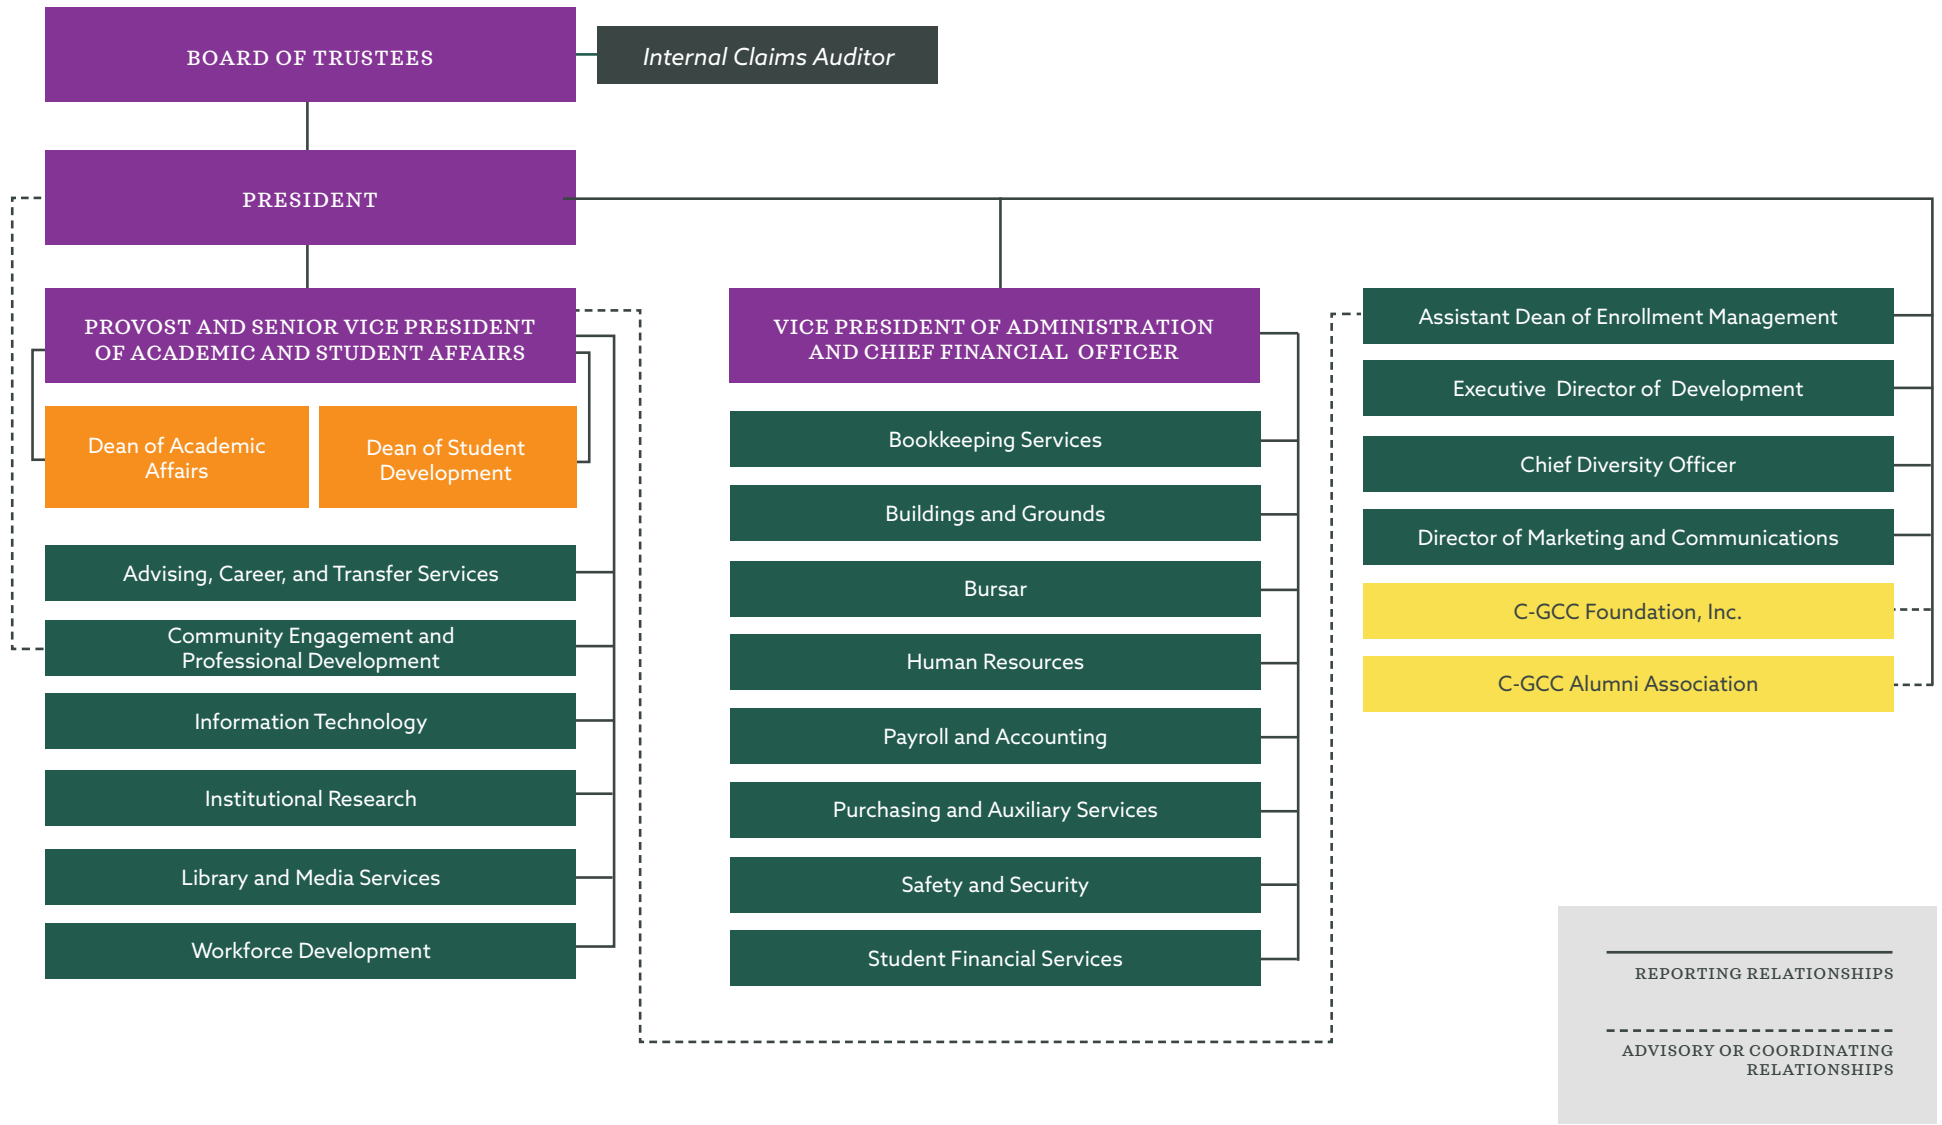 BOARD OF TRUSTEES
Internal Claims Auditor
PRESIDENT
PROVOST AND SENIOR VICE PRESIDENT
OF ACADEMIC AND STUDENT AFFAIRS
Dean of Academic
Affairs
Dean of Student
Development
Advising, Career, and Transfer Services
Community Engagement and
Professional Development
Information Technology
Institutional Research
Library and Media Services
Workforce Development
VICE PRESIDENT OF ADMINISTRATION
AND CHIEF FINANCIAL OFFICER
Bookkeeping Services
Buildings and Grounds
Bursar
Human Resources
Payroll and Accounting
Purchasing and Auxiliary Services
Safety and Security
Student Financial Services
Assistant Dean of Enrollment Management
Executive Director of Development
Chief Diversity Officer
Director of Marketing and Communications
C-GCC Foundation, Inc.
C-GCC Alumni Association
REPORTING RELATIONSHIPS
ADVISORY OR COORDINATING
RELATIONSHIPS